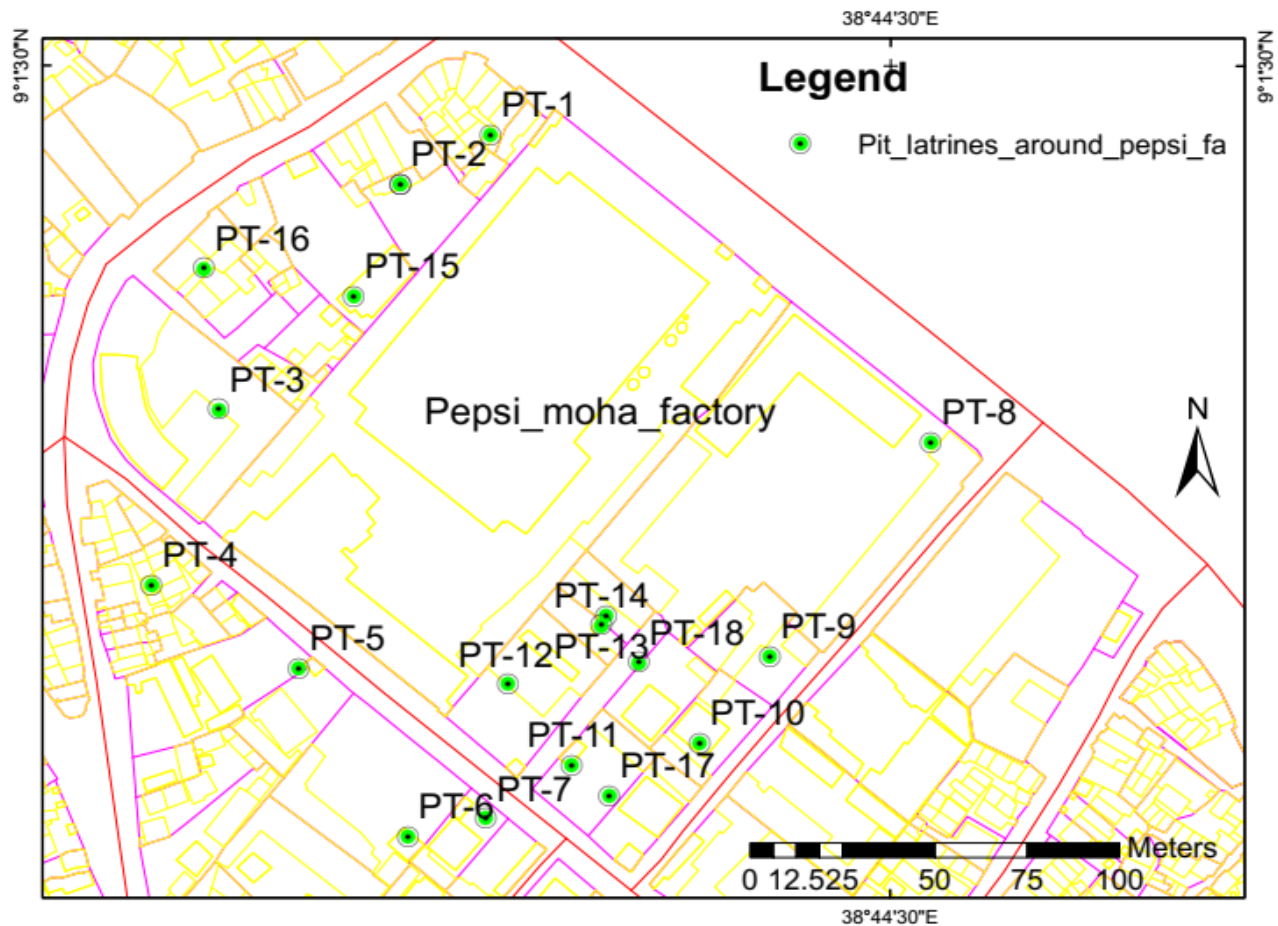 38°44'30"E
9°1'30"N
9°1'30"N
Legend
Pit_latrines_around_pepsi_fa
PT-1
PT-2
PT-16
PT-15
PT-3
Pepsi_moha_factory
PT-8
N
PT-4
PT-14
PT-5
PT-12
PT-13
PT-18
PT-9
PT-10
PT-11
PT-17
PT-6
PT-7
Meters
0 12.525 50 75 100
38°44'30"E